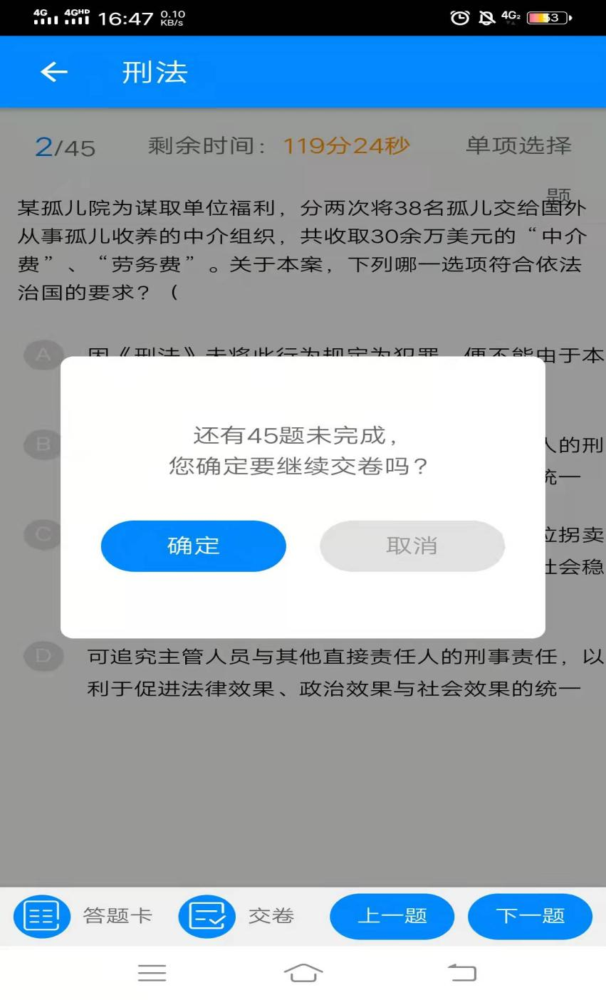 4G 4GHD 16:47 0.10 KB/s 4G2 53
刑法
2/45 剩余时间：119分24秒 单项选择
题
某孤儿院为谋取单位福利，分两次将38名孤儿交给国外
从事孤儿收养的中介组织，共收取30余万美元的“中介
费”、“劳务费”。关于本案，下列哪一选项符合依法
治国的要求？（
A 因《刑法》未将此行为规定为犯罪，便不能由于本
还有45题未完成，
B 人的刑
您确定要继续交卷吗？
统一
C 位拐卖
确定 取消
社会稳
D 可追究主管人员与其他直接责任人的刑事责任，以
利于促进法律效果、政治效果与社会效果的统一
答题卡 交卷 上一题 下一题